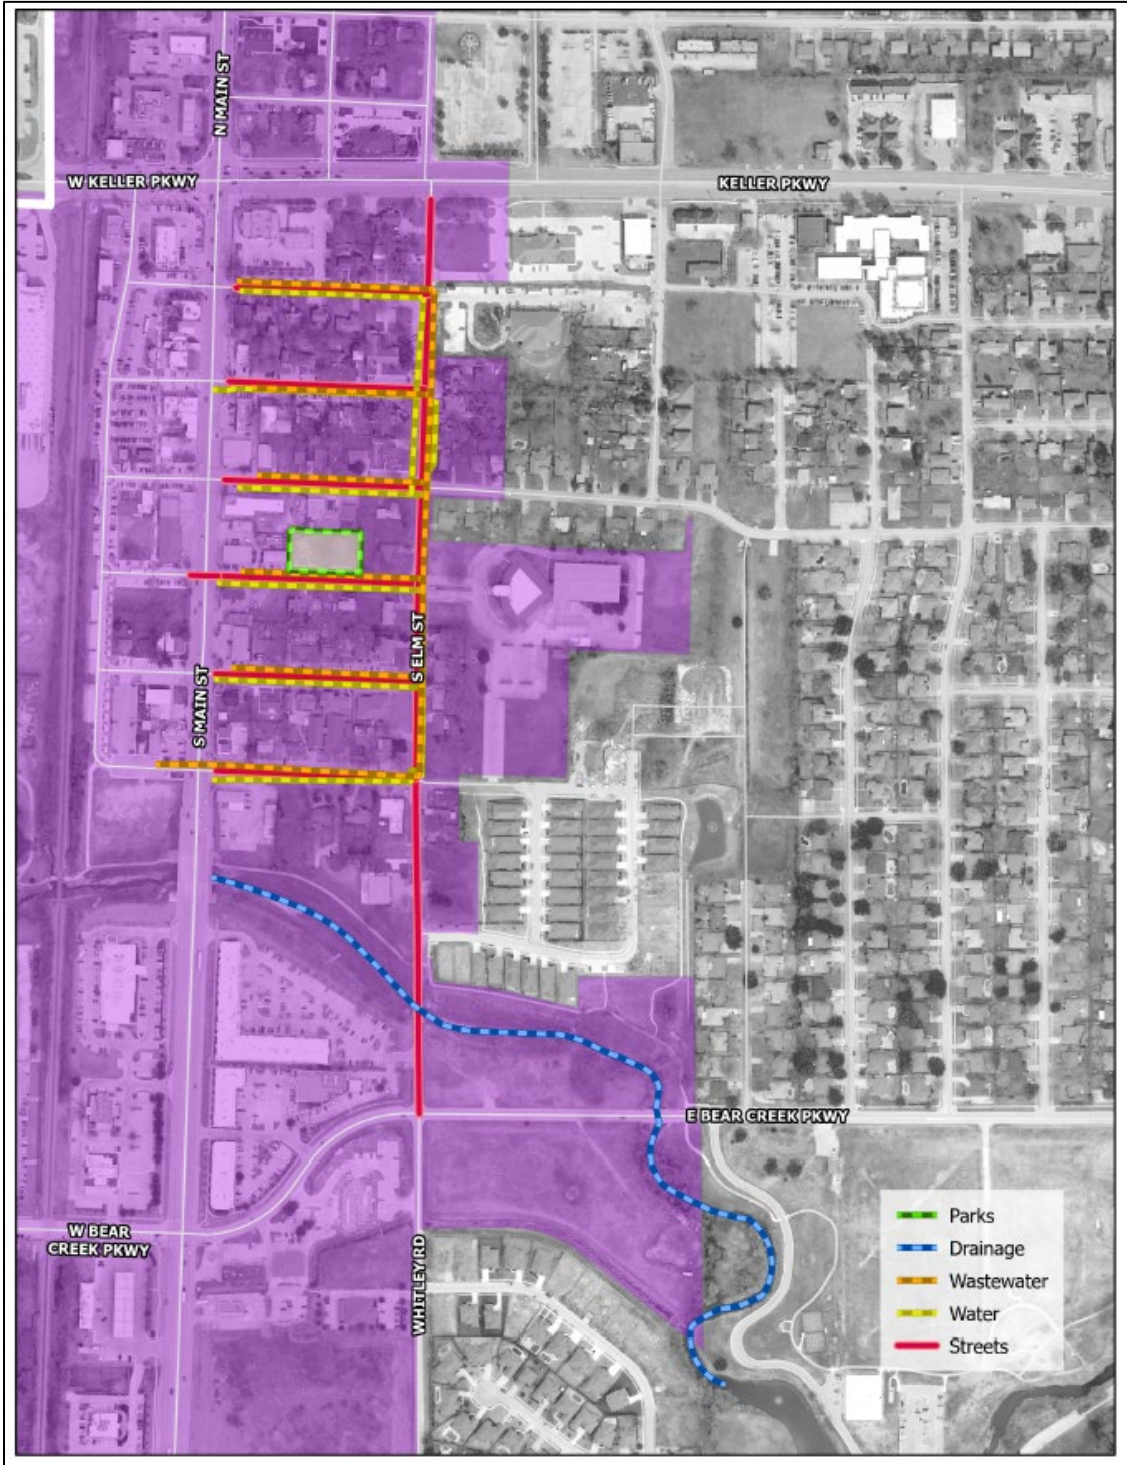 N MAIN ST
W KELLER PKWY
KELLER PKWY
S ELM ST
S MAIN ST
E BEAR CREEK PKWY
W BEAR
CREEK PKWY
WHITLEY RD
Parks
Drainage
Wastewater
Water
Streets